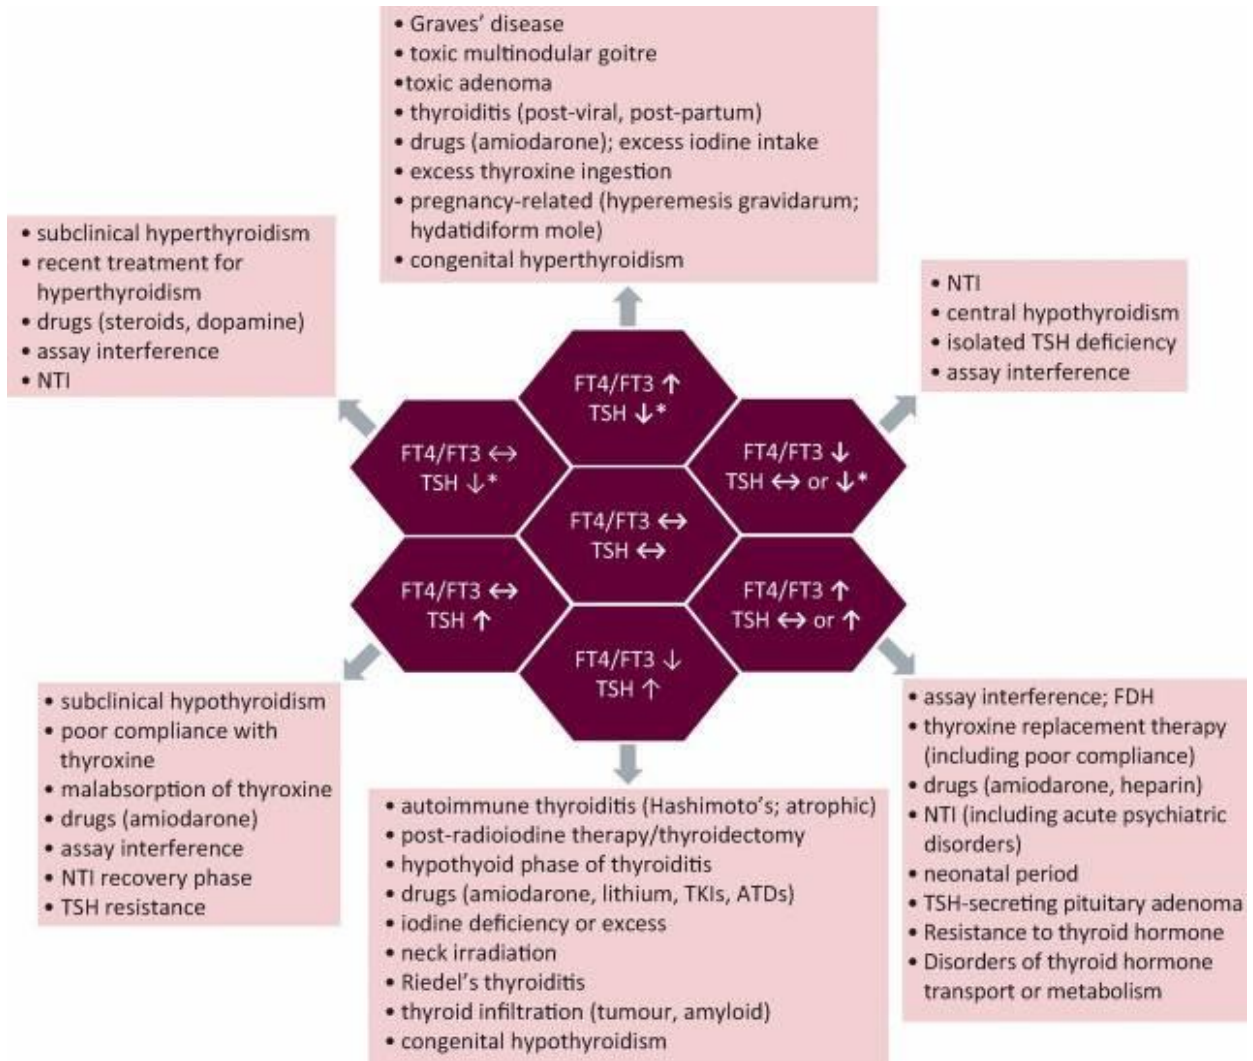 • Graves' disease
• toxic multinodular goitre
•toxic adenoma
• thyroiditis (post-viral, post-partum)
• drugs (amiodarone); excess iodine intake
• excess thyroxine ingestion
• pregnancy-related (hyperemesis gravidarum;
hydatidiform mole)
• congenital hyperthyroidism
• subclinical hyperthyroidism
• recent treatment for
hyperthyroidism
• drugs (steroids, dopamine)
• assay interference
• NTI
• NTI
• central hypothyroidism
• isolated TSH deficiency
• assay interference
FT4/FT3 ↑
TSH ↓*
FT4/FT3 ↔
TSH ↓*
FT4/FT3 ↓
TSH ↔ or ↓*
FT4/FT3 ↔
TSH ↔
FT4/FT3 ↔
TSH ↑
FT4/FT3 ↑
TSH ↔ or ↑
FT4/FT3 ↓
TSH ↑
• subclinical hypothyroidism
• poor compliance with
thyroxine
• malabsorption of thyroxine
• drugs (amiodarone)
• assay interference
• NTI recovery phase
• TSH resistance
• autoimmune thyroiditis (Hashimoto's; atrophic)
• post-radioiodine therapy/thyroidectomy
• hypothyoid phase of thyroiditis
• drugs (amiodarone, lithium, TKIs, ATDs)
• iodine deficiency or excess
• neck irradiation
• Riedel's thyroiditis
• thyroid infiltration (tumour, amyloid)
• congenital hypothyroidism
• assay interference; FDH
• thyroxine replacement therapy
(including poor compliance)
• drugs (amiodarone, heparin)
• NTI (including acute psychiatric
disorders)
• neonatal period
• TSH-secreting pituitary adenoma
• Resistance to thyroid hormone
• Disorders of thyroid hormone
transport or metabolism